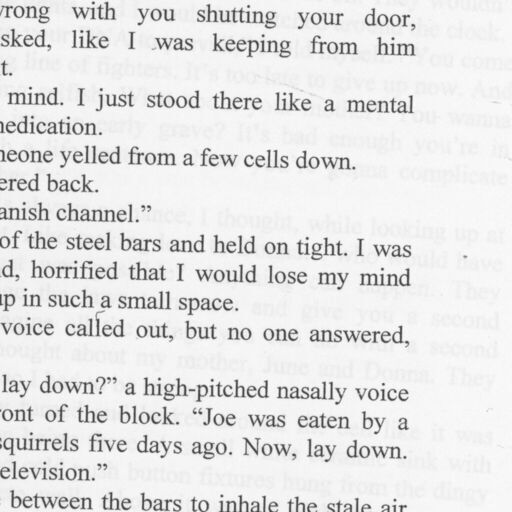 wrong with you shutting your door,
sked, like I was keeping from him
t.
mind. I just stood there like a mental
medication.
meone yelled from a few cells down.
ered back.
anish channel.”
of the steel bars and held on tight. I was
d, horrified that I would lose my mind
up in such a small space.
voice called out, but no one answered,
lay down?” a high-pitched nasally voice
ront of the block. “Joe was eaten by a
squirrels five days ago. Now, lay down.
elevision.”
between the bars to inhale the stale air